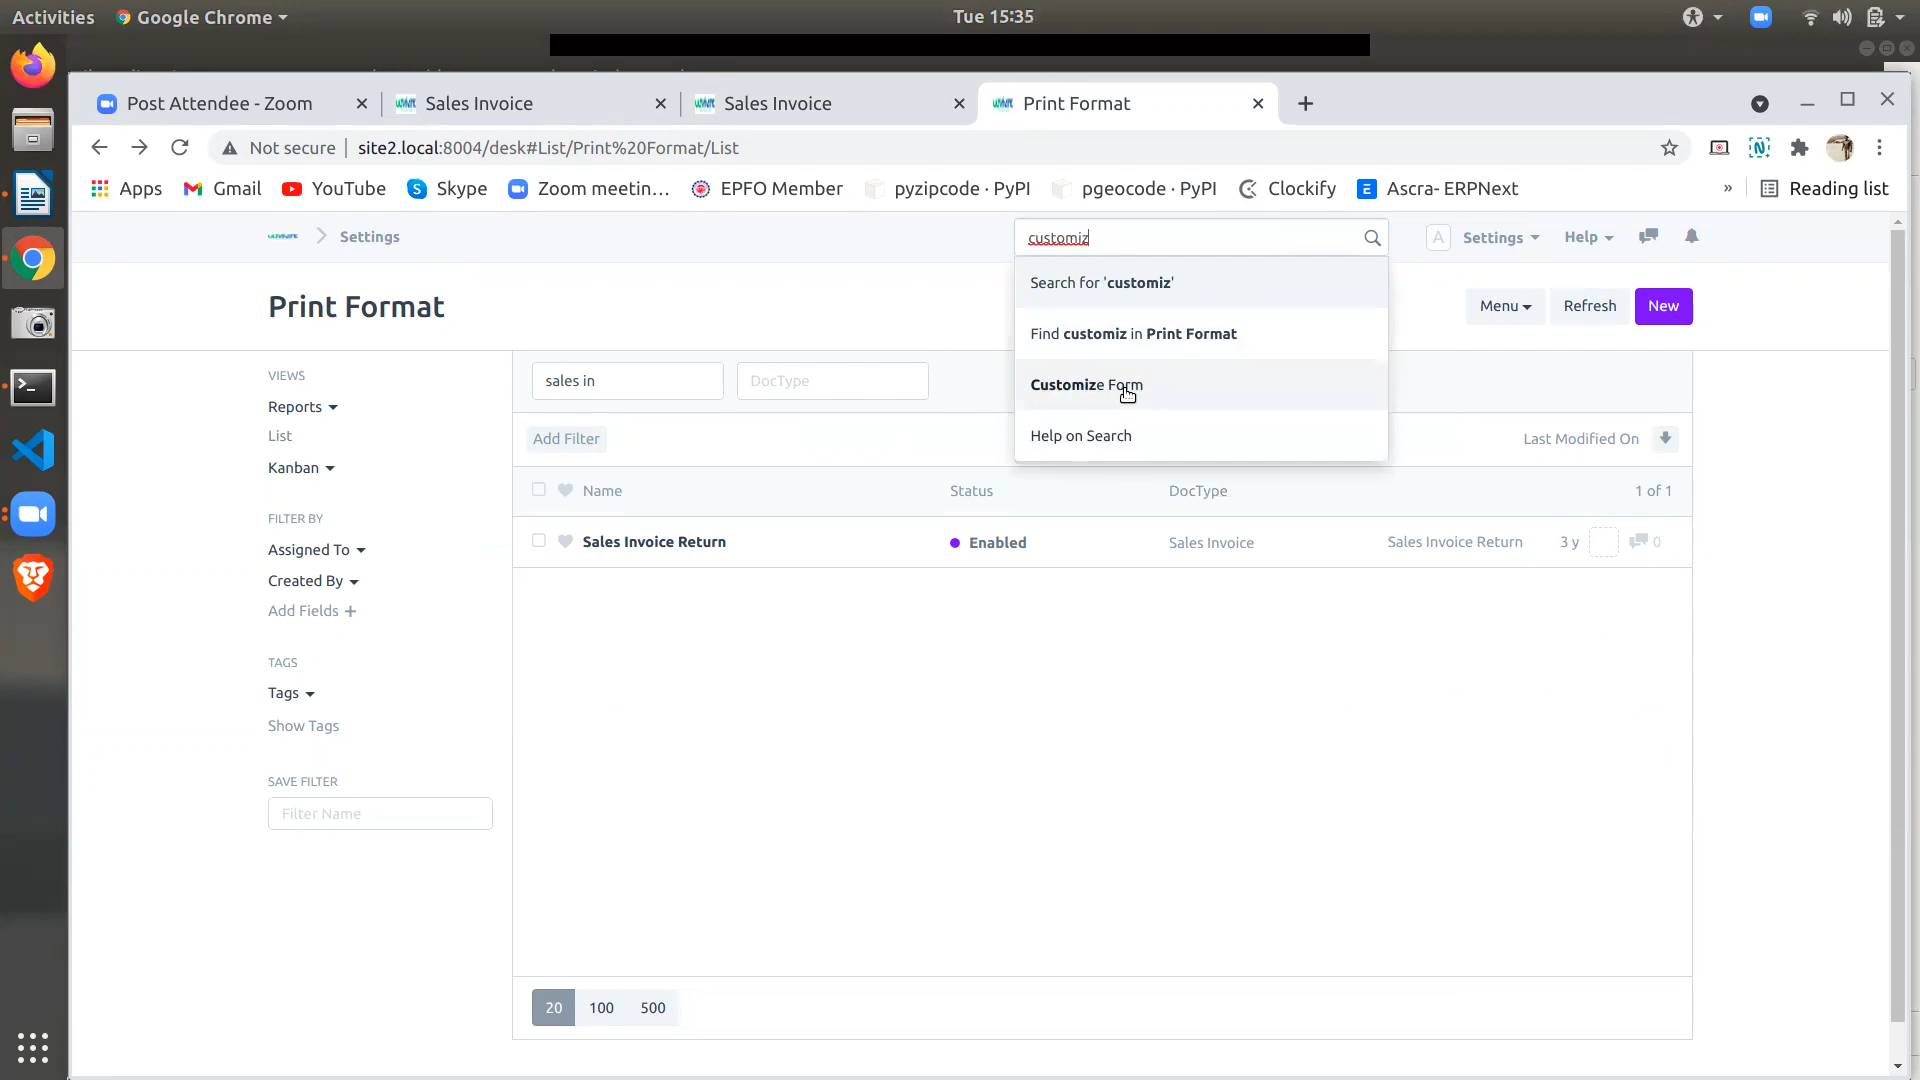 Activities Google Chrome Tue 15:35
Post Attendee - Zoom Sales Invoice Sales Invoice Print Format
Not secure site2.local:8004/desk#List/Print%20Format/List
Apps Gmail YouTube Skype Zoom meetin... EPFO Member pyzipcode · PyPI pgeocode · PyPI Clockify Ascra- ERPNext » Reading list
Settings customiz A Settings Help
Search for 'customiz'
Print Format Menu Refresh New
Find customiz in Print Format
VIEWS
sales in DocType Customize Form
Reports
List Add Filter Help on Search Last Modified On
Kanban
Name Status DocType 1 of 1
FILTER BY
Assigned To Sales Invoice Return Enabled Sales Invoice Sales Invoice Return 3 y 0
Created By
Add Fields +
TAGS
Tags
Show Tags
SAVE FILTER
Filter Name
20 100 500